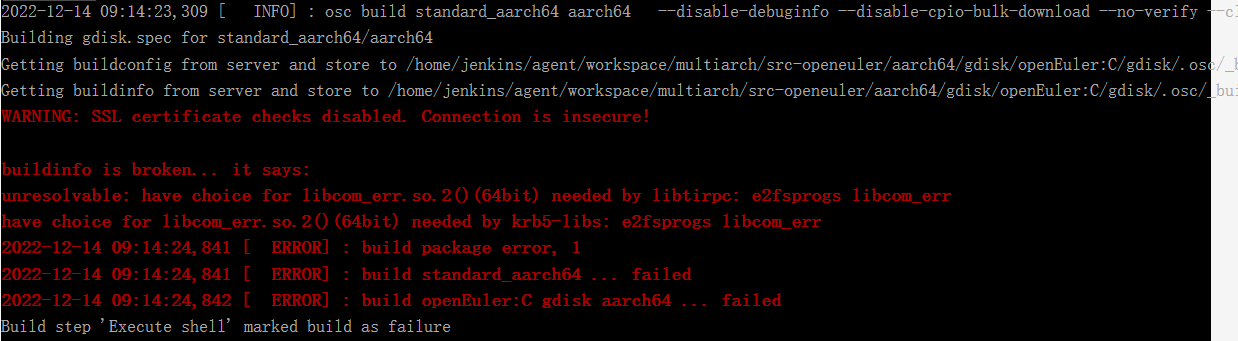 2022-12-14 09:14:23,309 [   INFO] : osc build standard_aarch64 aarch64   --disable-debuginfo --disable-cpio-bulk-download --no-verify --cl
Building gdisk.spec for standard_aarch64/aarch64
Getting buildconfig from server and store to /home/jenkins/agent/workspace/multiarch/src-openeuler/aarch64/gdisk/openEuler:C/gdisk/.osc/_b
Getting buildinfo from server and store to /home/jenkins/agent/workspace/multiarch/src-openeuler/aarch64/gdisk/openEuler:C/gdisk/.osc/_bui
WARNING: SSL certificate checks disabled. Connection is insecure!
buildinfo is broken... it says:
unresolvable: have choice for libcom_err.so.2()(64bit) needed by libtirpc: e2fsprogs libcom_err
have choice for libcom_err.so.2()(64bit) needed by krb5-libs: e2fsprogs libcom_err
2022-12-14 09:14:24,841 [  ERROR] : build package error, 1
2022-12-14 09:14:24,841 [  ERROR] : build standard_aarch64 ... failed
2022-12-14 09:14:24,842 [  ERROR] : build openEuler:C gdisk aarch64 ... failed
Build step 'Execute shell' marked build as failure